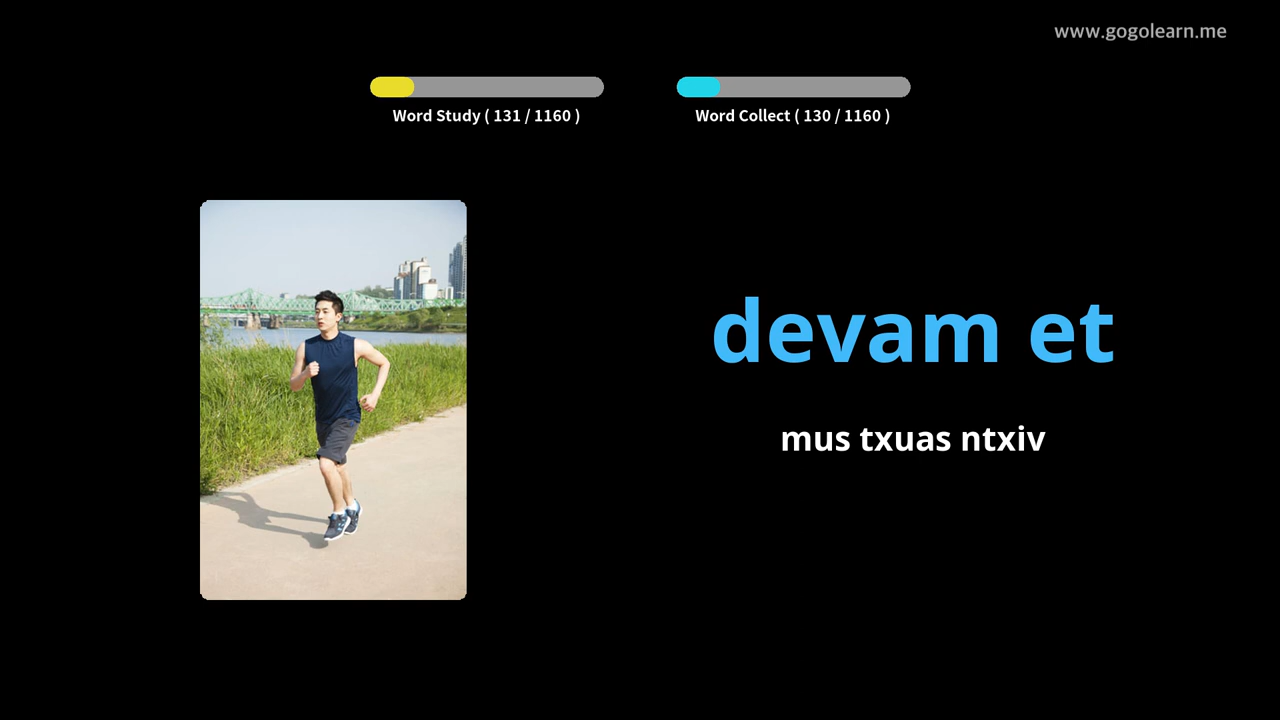 www.gogolearn.me
Word Study ( 131 / 1160 )
Word Collect ( 130 / 1160 )
devam et
mus txuas ntxiv